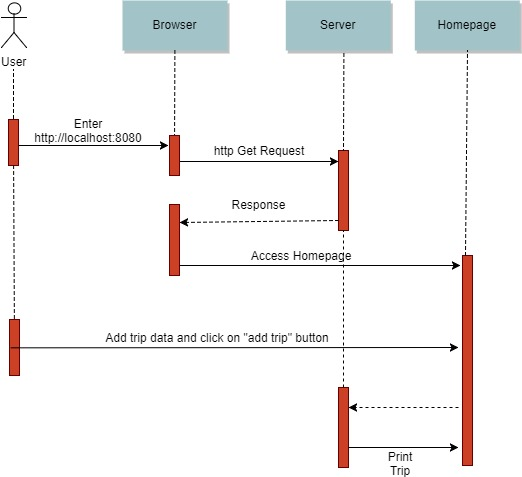 Browser
Server
Homepage
User
Enter
http://localhost:8080
http Get Request
Response
Access Homepage
Add trip data and click on "add trip" button
Print
Trip